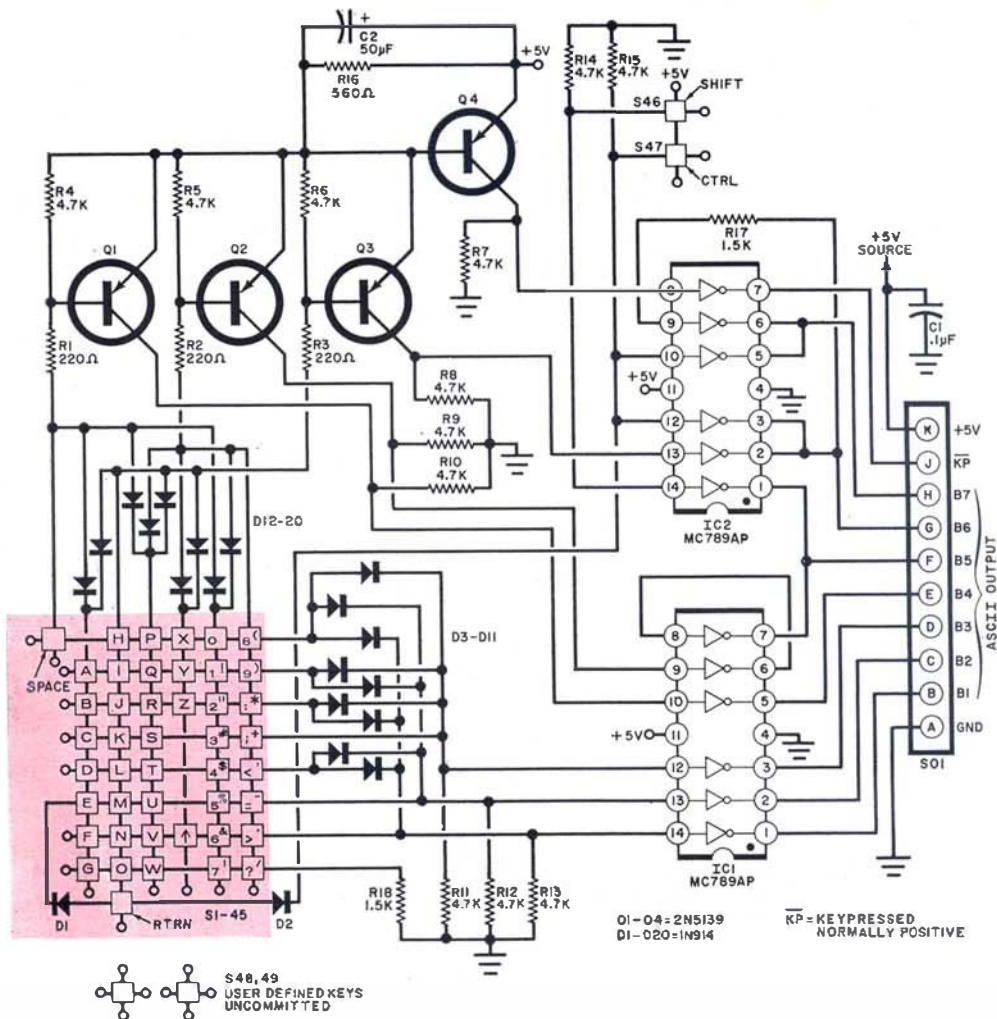 +
C2
50µF
R16
560Ω
+5V
Q4
R14
4.7K
R15
4.7K
+5V
SHIFT
S46
S47
CTRL
R4
4.7K
R5
4.7K
R6
4.7K
Q1
Q2
Q3
R7
4.7K
R17
1.5K
+5V
SOURCE
C1
.1µF
R1
220Ω
R2
220Ω
R3
220Ω
R8
4.7K
R9
4.7K
R10
4.7K
8 7
9 6
10 5
+5V 11 4
12 3
13 2
14 1
IC2
MC789AP
D12-20
D3-D11
K +5V
J KP
H B7
G B6
F B5
E B4
D B3
C B2
B B1
A GND
SO1
ASCII OUTPUT
8 7
9 6
10 5
+5V 11 4
12 3
13 2
14 1
IC1
MC789AP
SPACE
H P X 0 8(
A I Q Y 1! 9)
B J R Z 2" :*
C K S 3# ;+
D L T 4$ <'
E M U 5% =-
F N V ↑ 6& >'
G O W 7' ?/
D1
RTRN
S1-45
D2
R18
1.5K
R11
4.7K
R12
4.7K
R13
4.7K
Q1-Q4=2N5139
D1-D20=1N914
KP=KEYPRESSED
NORMALLY POSITIVE
S48,49
USER DEFINED KEYS
UNCOMMITTED